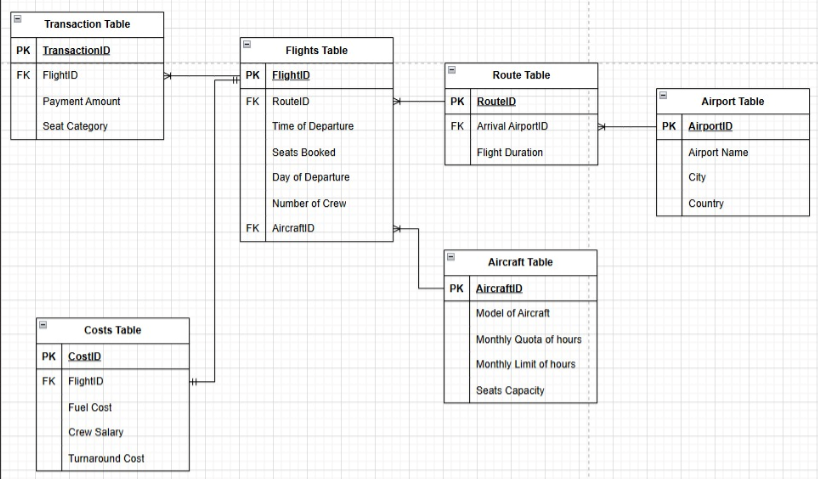 Transaction Table
PK TransactionID
FK FlightID
Payment Amount
Seat Category
Flights Table
PK FlightID
FK RouteID
Time of Departure
Seats Booked
Day of Departure
Number of Crew
FK AircraftID
Route Table
PK RouteID
FK Arrival AirportID
Flight Duration
Airport Table
PK AirportID
Airport Name
City
Country
Aircraft Table
PK AircraftID
Model of Aircraft
Monthly Quota of hours
Monthly Limit of hours
Seats Capacity
Costs Table
PK CostID
FK FlightID
Fuel Cost
Crew Salary
Turnaround Cost